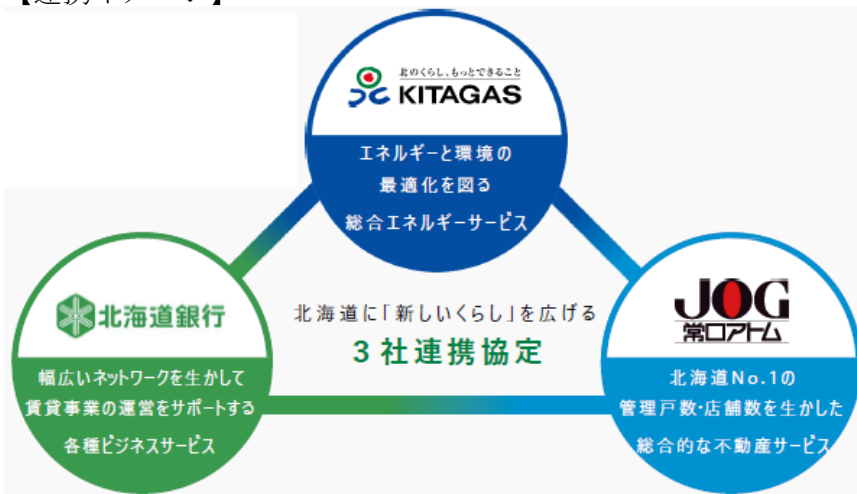 【連携イメージ】
北のくらし、もっとできること
KITAGAS
エネルギーと環境の
最適化を図る
総合エネルギーサービス
北海道銀行
幅広いネットワークを生かして
賃貸事業の運営をサポートする
各種ビジネスサービス
北海道に「新しいくらし」を広げる
3社連携協定
JOG
常口アトム
北海道No.1の
管理戸数・店舗数を生かした
総合的な不動産サービス